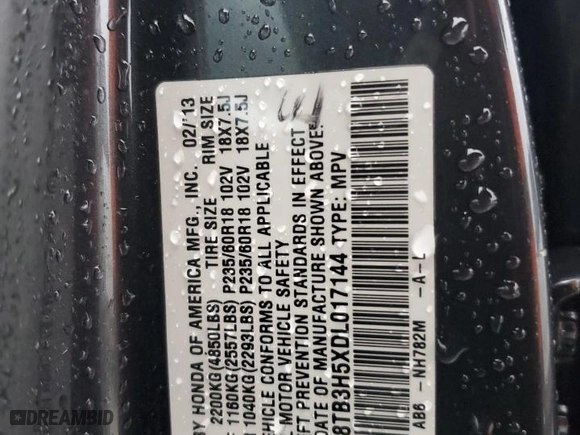 BY HONDA OF AMERICA MFG., INC. 02/13
2200KG(4850LBS) TIRE SIZE RIM SIZE
1160KG(2557LBS) P235/60R18 102V 18X7.5J
1040KG(2293LBS) P235/60R18 102V 18X7.5J
VEHICLE CONFORMS TO ALL APPLICABLE
MOTOR VEHICLE SAFETY
THEFT PREVENTION STANDARDS IN EFFECT
DATE OF MANUFACTURE SHOWN ABOVE.
8TB3H5XDL017144 TYPE: MPV
AB6 -NH782M -A-L
DREAMBID